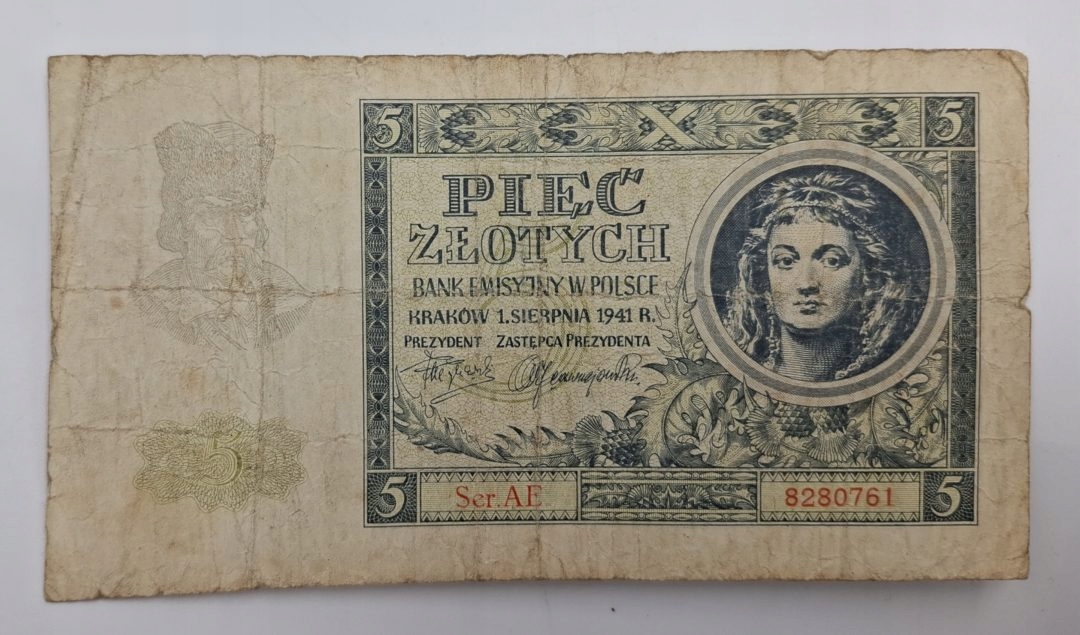 5 5
PIĘĆ
ZŁOTYCH
BANK EMISYJNY W POLSCE
KRAKÓW 1. SIERPNIA 1941 R.
PREZYDENT ZASTĘPCA PREZYDENTA
5
5 Ser. AE 8280761 5